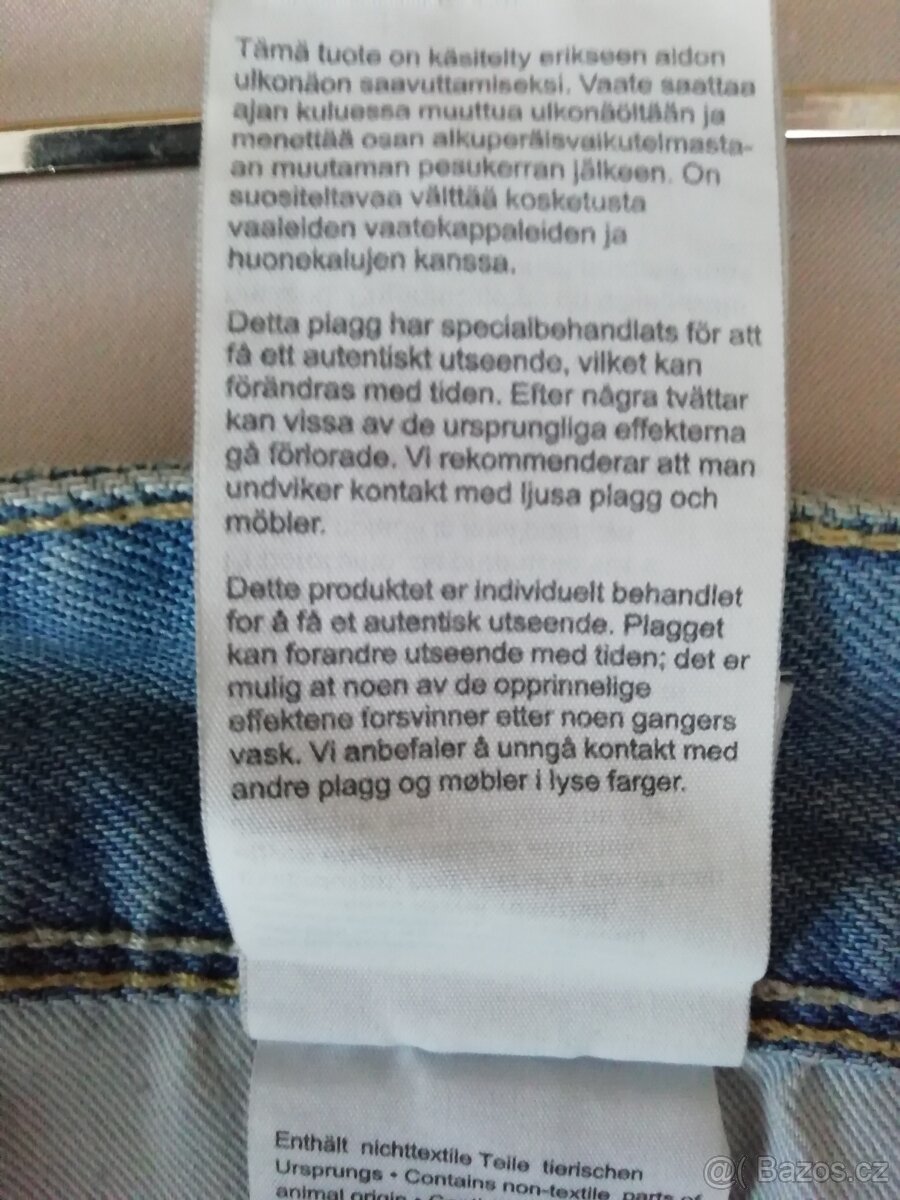 Tämä tuote on käsitelty erikseen aidon
ulkonäon saavuttamiseksi. Vaate saattaa
ajan kuluessa muuttua ulkonäöltään ja
menettää osan alkuperäisvaikutelmasta-
an muutaman pesukerran jälkeen. On
suositeltavaa välttää kosketusta
vaaleiden vaatekappaleiden ja
huonekalujen kanssa.
Detta plagg har specialbehandlats för att
få ett autentiskt utseende, vilket kan
förändras med tiden. Efter några tvättar
kan vissa av de ursprungliga effekterna
gå förlorade. Vi rekommenderar att man
undviker kontakt med ljusa plagg och
möbler.
Dette produktet er individuelt behandlet
for å få et autentisk utseende. Plagget
kan forandre utseende med tiden; det er
mulig at noen av de opprinnelige
effektene forsvinner etter noen gangers
vask. Vi anbefaler å unngå kontakt med
andre plagg og møbler i lyse farger.
Enthält nichttextile Teile tierischen
Ursprungs • Contains non-textile parts of
animal origin •
@( Bazos.cz